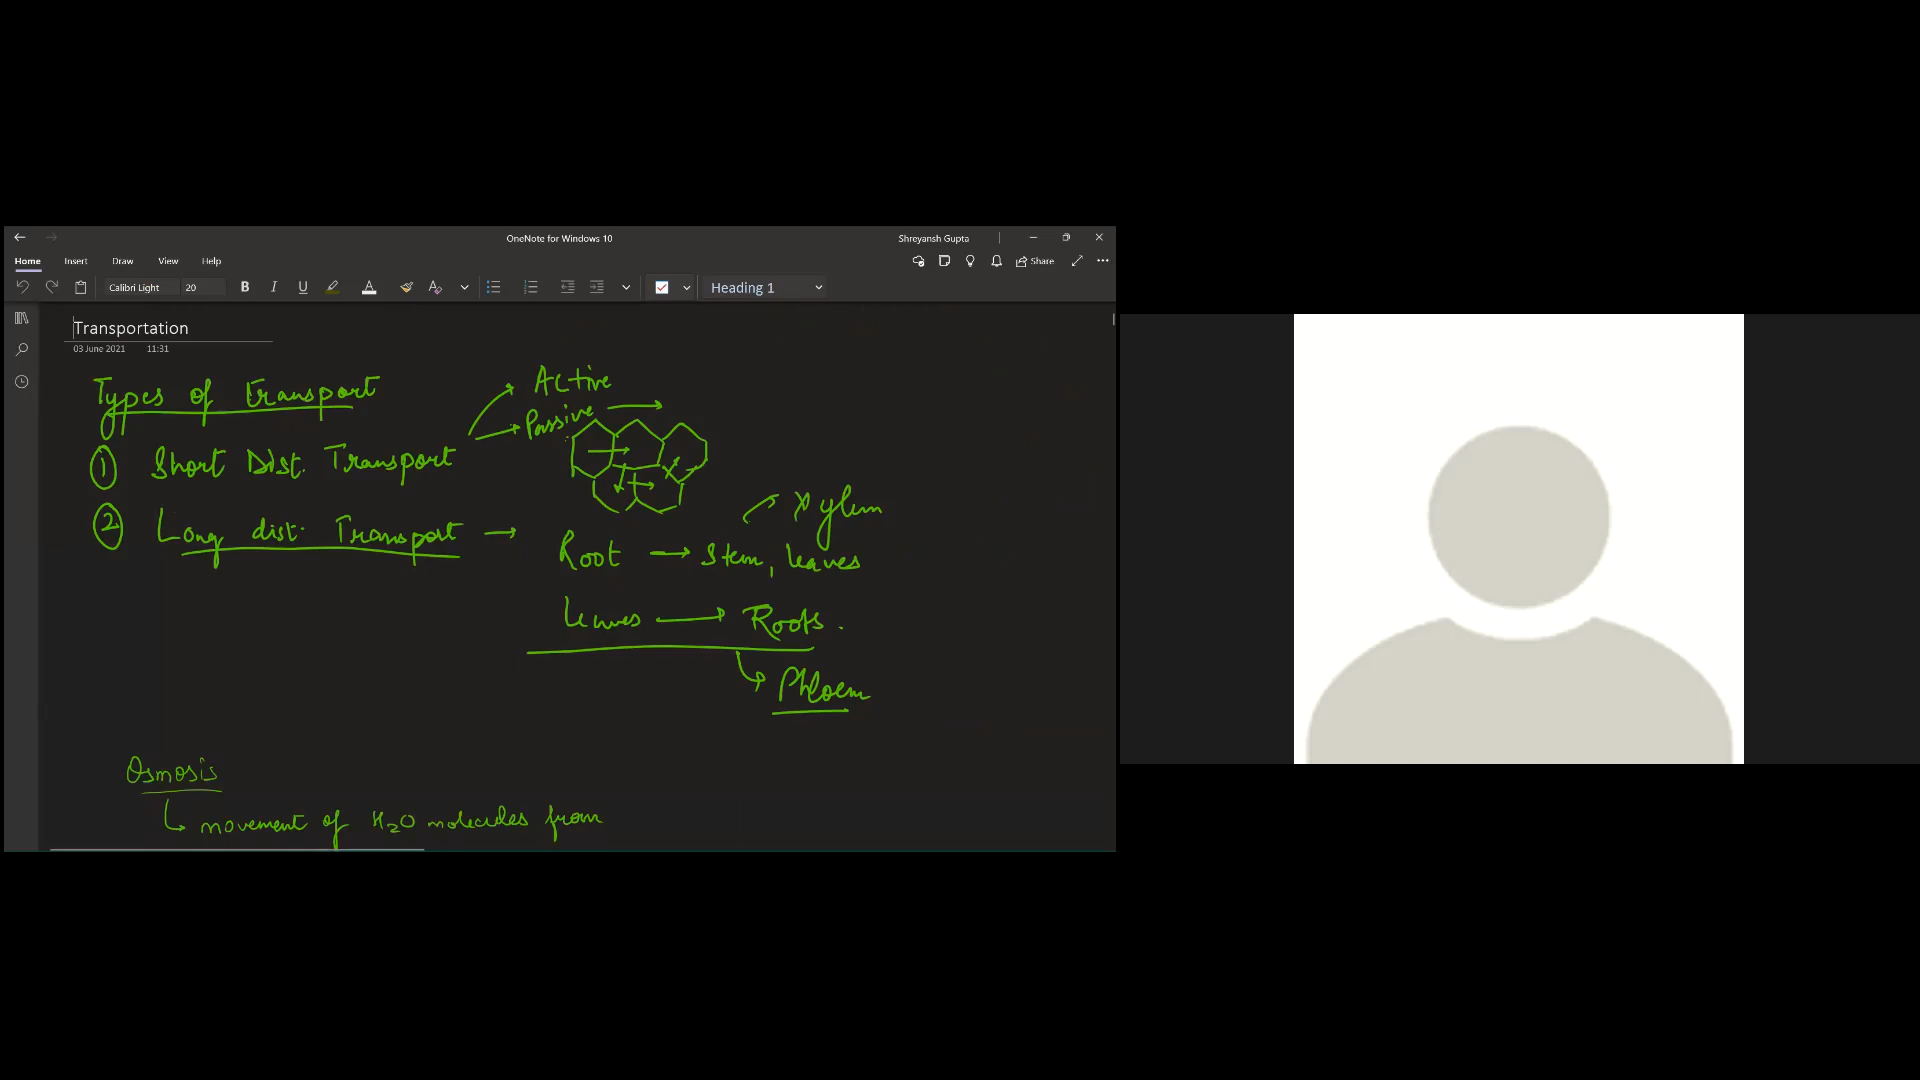 OneNote for Windows 10
Shreyansh Gupta
Home Insert Draw View Help
Share
Calibri Light 20 B I U A A Heading 1
Transportation
03 June 2021 11:31
Types of transport
Active
Passive
① Short Dist. Transport
② Long dist. Transport →
Xylem
Root → Stem, leaves
Leaves → Roots.
Phloem
Osmosis
movement of H₂O molecules from